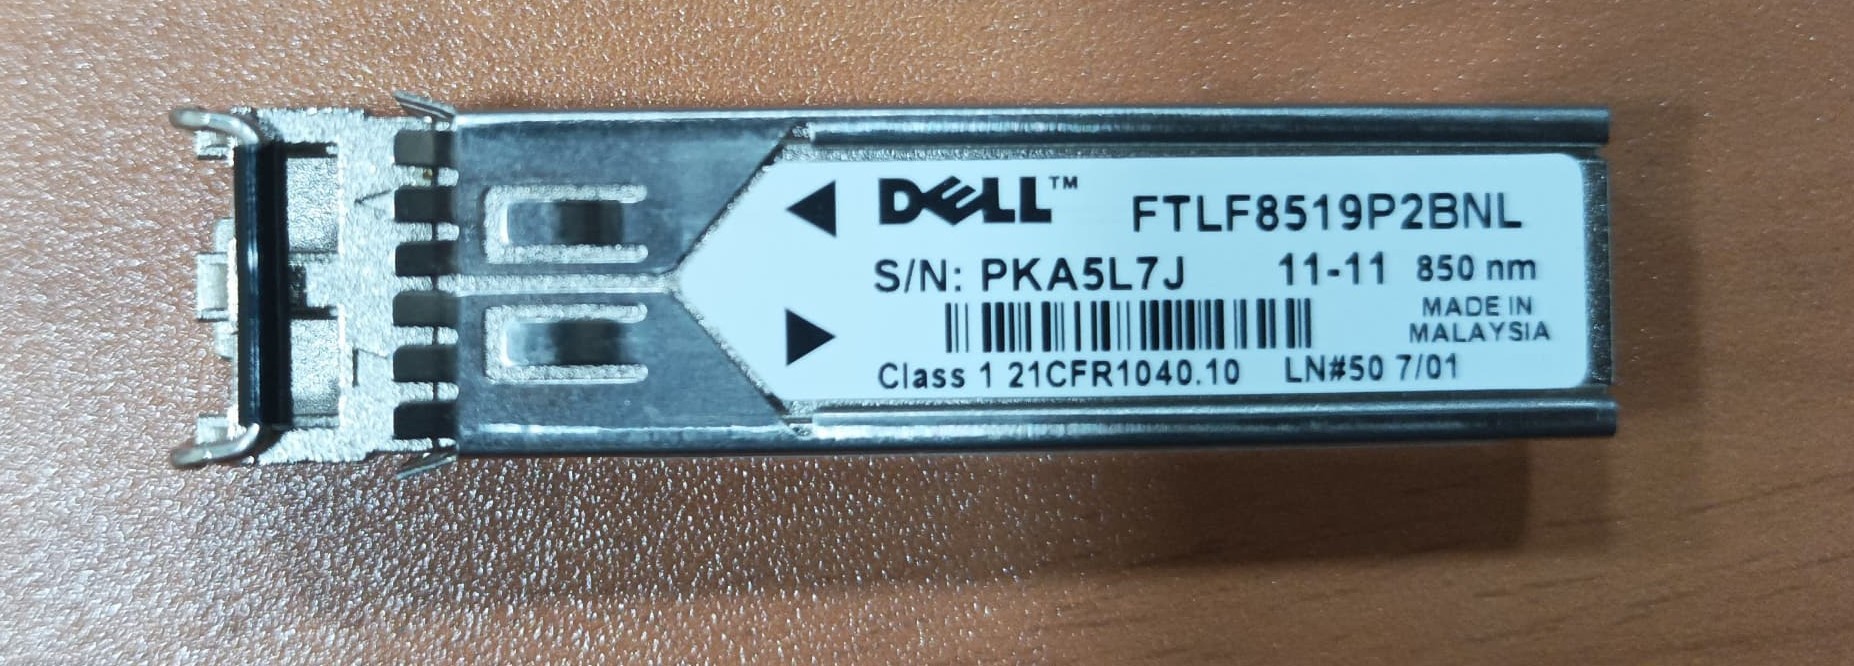 DELL™ FTLF8519P2BNL
S/N: PKA5L7J 11-11 850 nm
MADE IN
MALAYSIA
Class 1 21CFR1040.10 LN#50 7/01